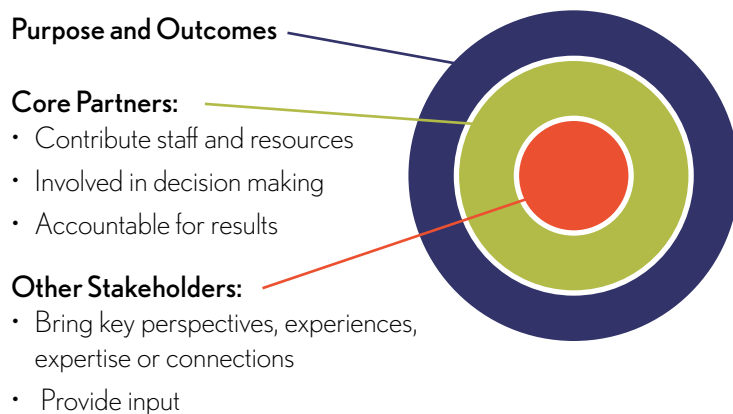 Purpose and Outcomes
Core Partners:
• Contribute staff and resources
• Involved in decision making
• Accountable for results
Other Stakeholders:
• Bring key perspectives, experiences,
expertise or connections
• Provide input